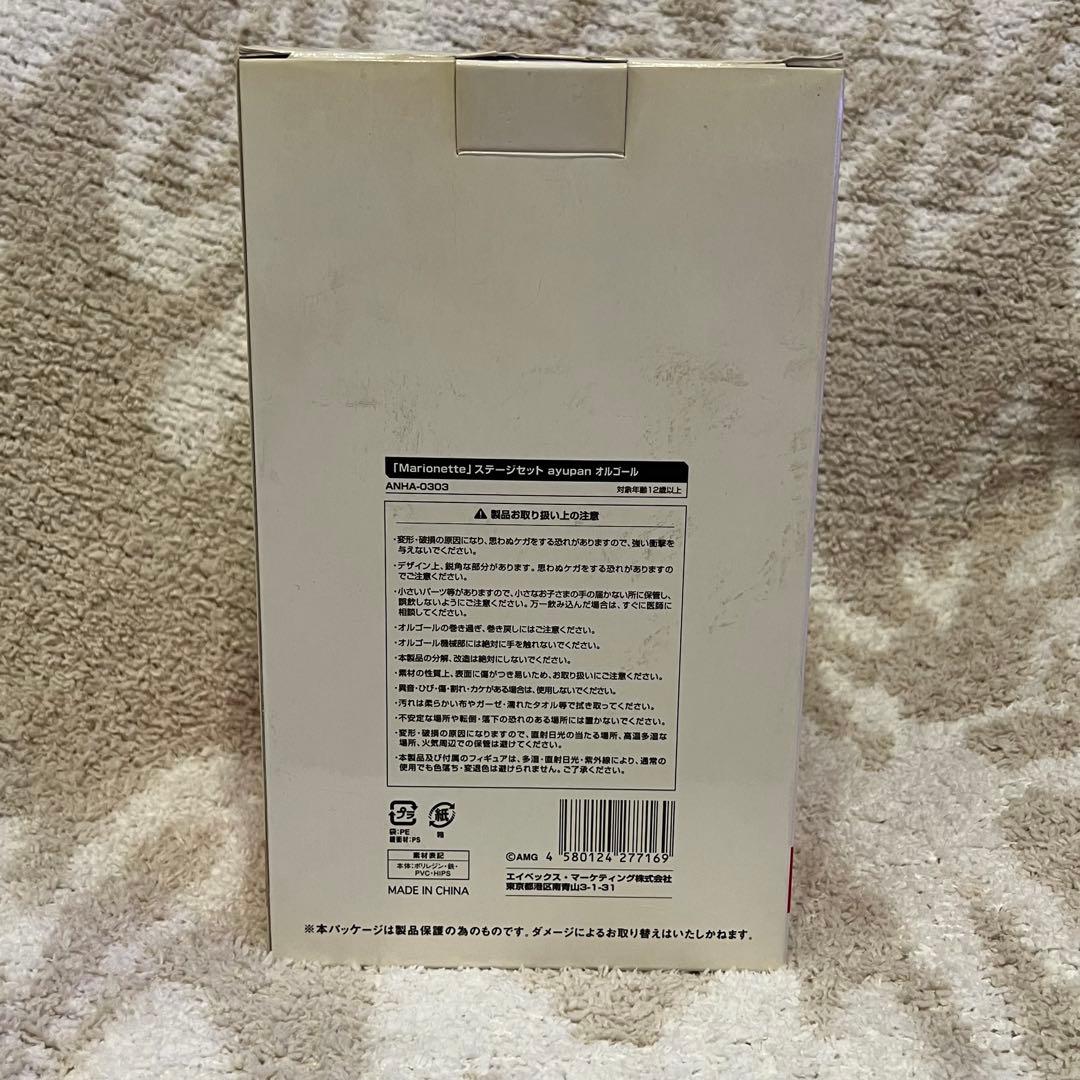 「Marionette」ステージセット ayupan オルゴール
ANHA-0303 対象年齢12歳以上
製品お取り扱い上の注意
・変形・破損の原因になり、思わぬケガをする恐れがありますので、強い衝撃を
与えないでください。
・デザイン上、鋭角な部分があります。思わぬケガをする恐れがありますの
でご注意ください。
・小さいパーツ等がありますので、小さなお子さまの手の届かない所に保管し、
誤飲しないようにご注意ください。万一飲み込んだ場合は、すぐに医師に
相談してください。
・オルゴールの巻き過ぎ、巻き戻しにはご注意ください。
・オルゴール機械部には絶対に手を触れないでください。
・本製品の分解、改造は絶対にしないでください。
・素材の性質上、表面に傷がつき易いため、お取り扱いにご注意ください。
・異音・ひび・傷・割れ・カケがある場合は、使用しないでください。
・汚れは柔らかい布やガーゼ・濡れたタオル等で拭き取ってください。
・不安定な場所や転倒・落下の恐れのある場所には置かないでください。
・変形・破損の原因になりますので、直射日光の当たる場所、高温多湿な
場所、火気周辺での保管は避けてください。
・本製品及び付属のフィギュアは、多湿・直射日光・紫外線により、通常の
使用でも色落ち・変退色は避けられません。ご了承ください。
プラ 紙
袋:PE 箱
緩衝材:PS
素材表記
本体:ポリレジン・鉄・
PVC・HIPS
MADE IN CHINA
©AMG 4 580124 277169
エイベックス・マーケティング株式会社
東京都港区南青山3-1-31
※本パッケージは製品保護の為のものです。ダメージによるお取り替えはいたしかねます。